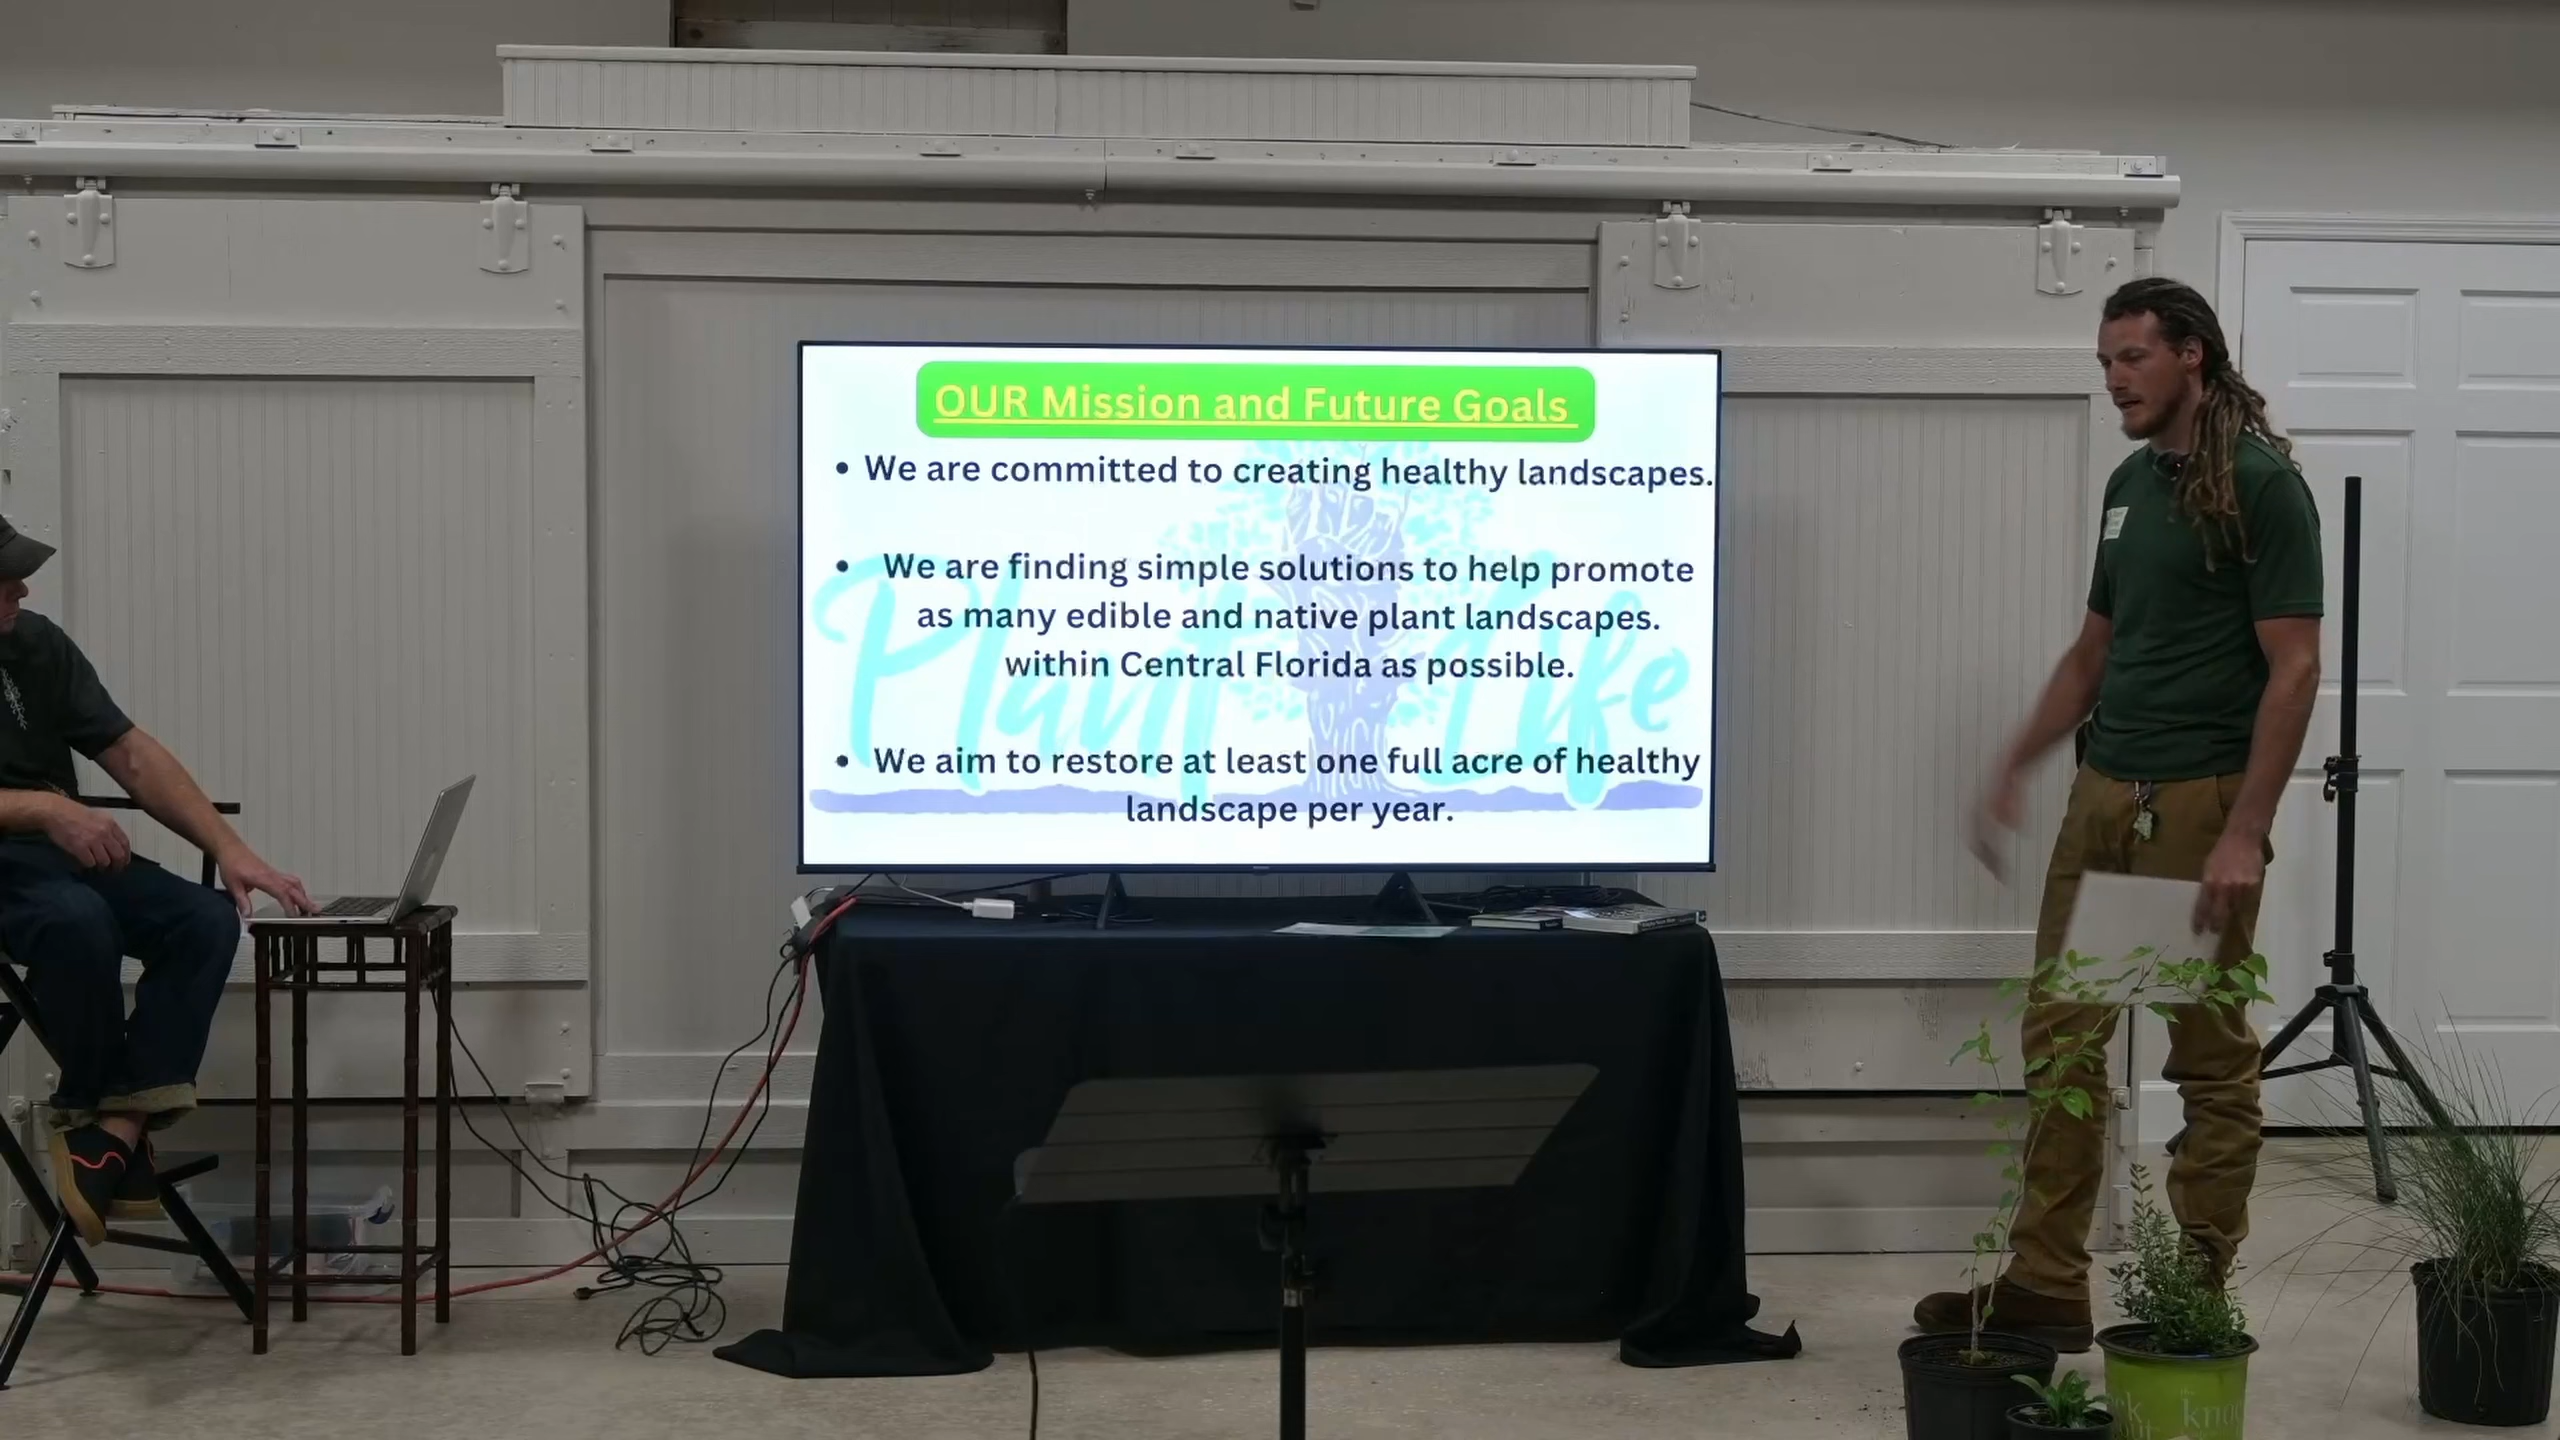 OUR Mission and Future Goals
• We are committed to creating healthy landscapes.
• We are finding simple solutions to help promote
as many edible and native plant landscapes.
within Central Florida as possible.
• We aim to restore at least one full acre of healthy
landscape per year.
Plant Life